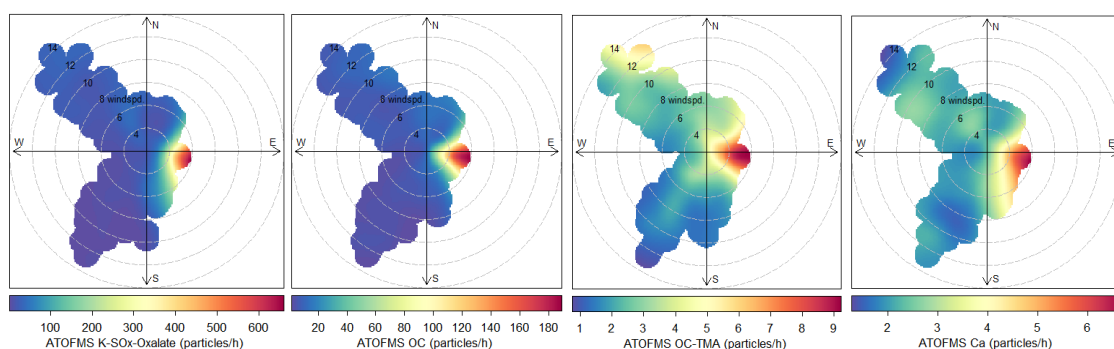 N
14
12
10
8 windspd.
6
4
W
E
S
100 200 300 400 500 600
ATOFMS K-SOx-Oxalate (particles/h)
N
14
12
10
8 windspd.
6
4
W
E
S
20 40 60 80 100 120 140 160 180
ATOFMS OC (particles/h)
N
14
12
10
8 windspd.
6
4
W
E
S
1 2 3 4 5 6 7 8 9
ATOFMS OC-TMA (particles/h)
N
14
12
10
8 windspd.
6
4
W
E
S
2 3 4 5 6
ATOFMS Ca (particles/h)